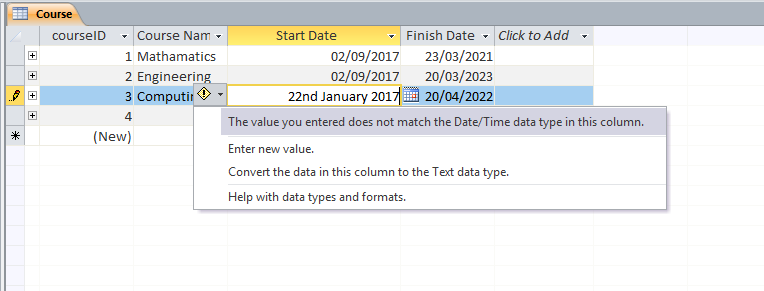 Course
courseID Course Nam Start Date Finish Date Click to Add
1 Mathamatics 02/09/2017 23/03/2021
2 Engineering 02/09/2017 20/03/2023
3 Computin 22nd January 2017 20/04/2022
The value you entered does not match the Date/Time data type in this column.
4
Enter new value.
(New)
Convert the data in this column to the Text data type.
Help with data types and formats.